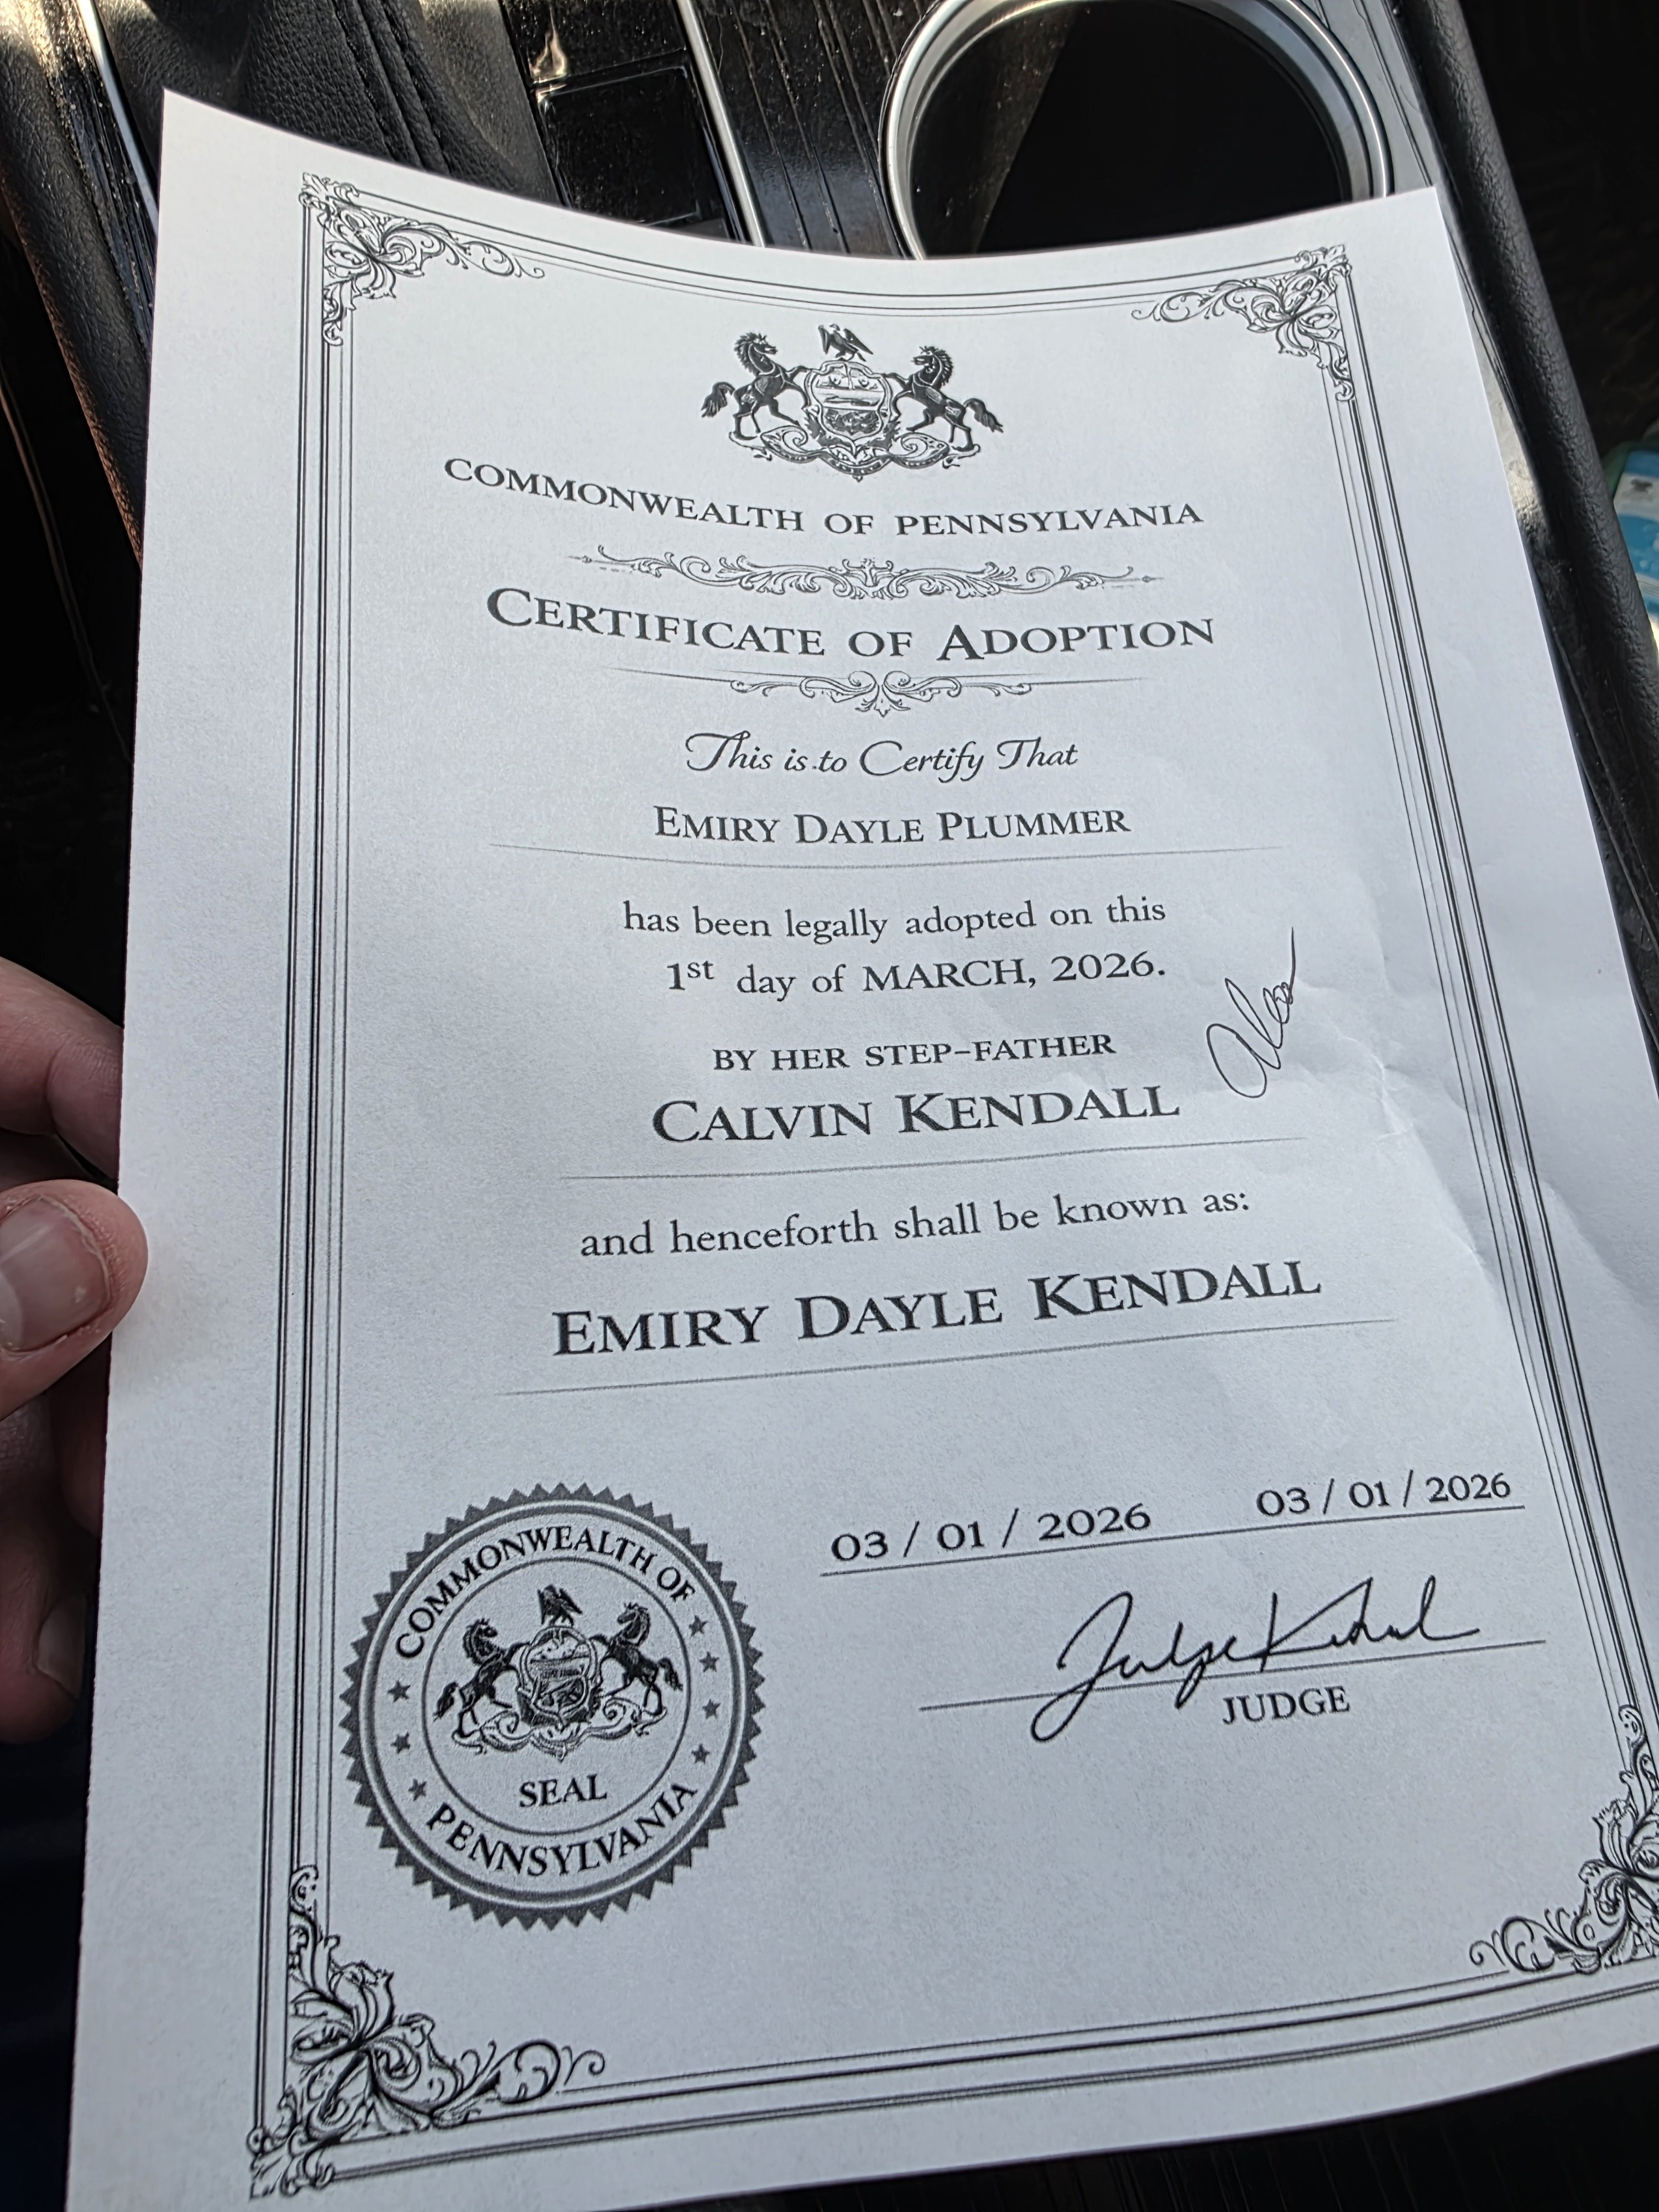 COMMONWEALTH OF PENNSYLVANIA
CERTIFICATE OF ADOPTION
This is to Certify That
EMIRY DAYLE PLUMMER
has been legally adopted on this
1st day of MARCH, 2026.
BY HER STEP-FATHER
CALVIN KENDALL
and henceforth shall be known as:
EMIRY DAYLE KENDALL
03 / 01 / 2026 03 / 01 / 2026
JUDGE
COMMONWEALTH OF
SEAL
PENNSYLVANIA